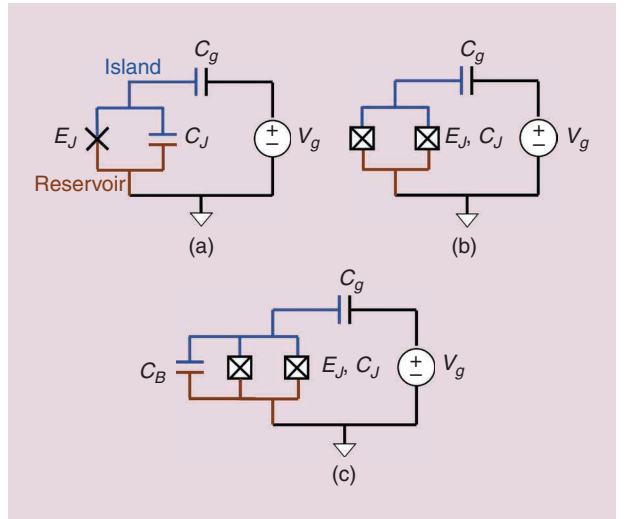 C_g
Island
E_J
C_J
V_g
+
−
Reservoir
(a)
C_g
E_J, C_J
V_g
+
−
(b)
C_g
C_B
E_J, C_J
V_g
+
−
(c)